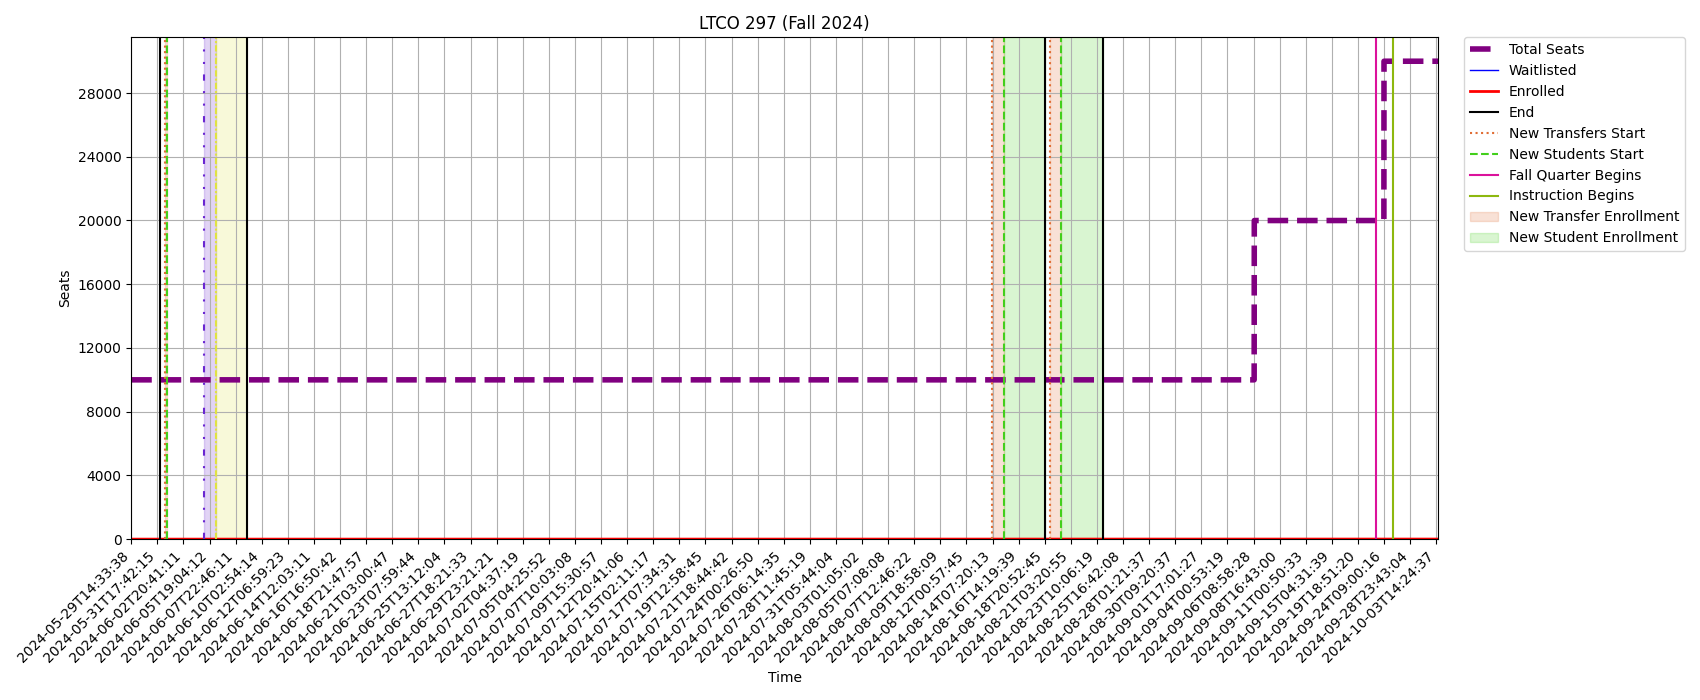 LTCO 297 (Fall 2024)
Seats
28000
24000
20000
16000
12000
8000
4000
0
2024-05-29T14:33:38
2024-05-31T17:42:15
2024-06-02T20:41:11
2024-06-05T19:04:12
2024-06-07T22:46:11
2024-06-10T02:54:14
2024-06-12T06:59:23
2024-06-14T12:03:11
2024-06-16T16:50:42
2024-06-18T21:47:57
2024-06-21T03:00:47
2024-06-23T07:59:44
2024-06-25T13:12:04
2024-06-27T18:21:33
2024-06-29T23:21:21
2024-07-02T04:37:19
2024-07-05T04:25:52
2024-07-07T10:03:08
2024-07-09T15:30:57
2024-07-12T20:41:06
2024-07-15T02:11:17
2024-07-17T07:34:31
2024-07-19T12:58:45
2024-07-21T18:44:42
2024-07-24T00:26:50
2024-07-26T06:14:35
2024-07-28T11:45:19
2024-07-31T05:44:04
2024-08-03T01:05:02
2024-08-05T07:08:08
2024-08-07T12:46:22
2024-08-09T18:58:09
2024-08-12T00:57:45
2024-08-14T07:20:13
2024-08-16T14:19:39
2024-08-18T20:52:45
2024-08-21T03:20:55
2024-08-23T10:06:19
2024-08-25T16:42:08
2024-08-28T01:21:37
2024-08-30T09:20:37
2024-09-01T17:01:27
2024-09-04T00:53:19
2024-09-06T08:58:28
2024-09-08T16:43:00
2024-09-11T00:50:33
2024-09-15T04:31:39
2024-09-19T18:51:20
2024-09-24T09:00:16
2024-09-28T23:43:04
2024-10-03T14:24:37
Time
Total Seats
Waitlisted
Enrolled
End
New Transfers Start
New Students Start
Fall Quarter Begins
Instruction Begins
New Transfer Enrollment
New Student Enrollment